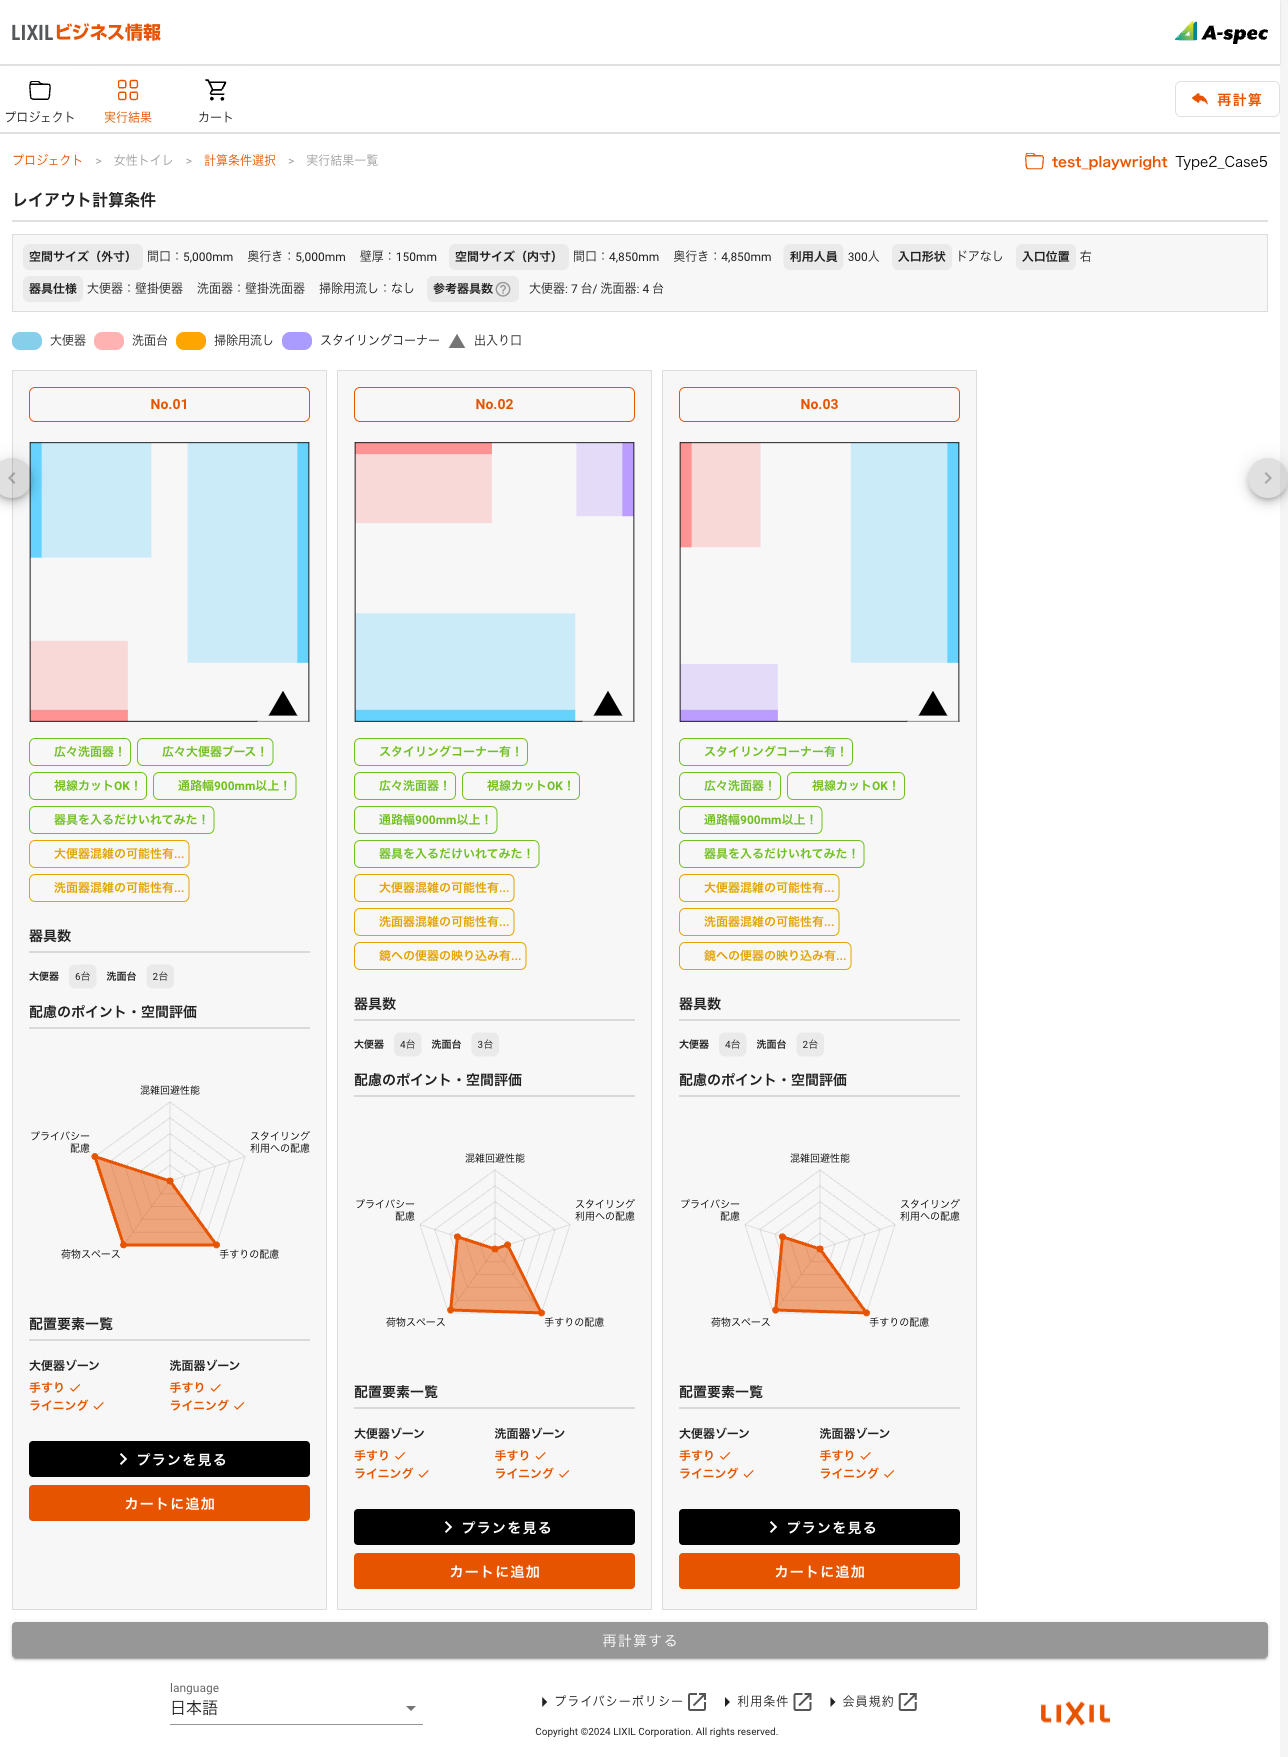 LIXILビジネス情報
A-spec
プロジェクト
実行結果
カート
再計算
プロジェクト > 女性トイレ > 計算条件選択 > 実行結果一覧
test_playwright Type2_Case5
レイアウト計算条件
空間サイズ（外寸） 間口：5,000mm 奥行き：5,000mm 壁厚：150mm 空間サイズ（内寸） 間口：4,850mm 奥行き：4,850mm 利用人員 300人 入口形状 ドアなし 入口位置 右
器具仕様 大便器：壁掛便器 洗面器：壁掛洗面器 掃除用流し：なし 参考器具数 ? 大便器: 7 台/ 洗面器: 4 台
大便器 洗面台 掃除用流し スタイリングコーナー 出入り口
No.01
広々洗面器！ 広々大便器ブース！
視線カットOK！ 通路幅900mm以上！
器具を入るだけいれてみた！
大便器混雑の可能性有...
洗面器混雑の可能性有...
器具数
大便器 6台 洗面台 2台
配慮のポイント・空間評価
混雑回避性能
プライバシー
配慮
スタイリング
利用への配慮
荷物スペース
手すりの配慮
配置要素一覧
大便器ゾーン 洗面器ゾーン
手すり 手すり
ライニング ライニング
プランを見る
カートに追加
No.02
スタイリングコーナー有！
広々洗面器！ 視線カットOK！
通路幅900mm以上！
器具を入るだけいれてみた！
大便器混雑の可能性有...
洗面器混雑の可能性有...
鏡への便器の映り込み有...
器具数
大便器 4台 洗面台 3台
配慮のポイント・空間評価
混雑回避性能
プライバシー
配慮
スタイリング
利用への配慮
荷物スペース
手すりの配慮
配置要素一覧
大便器ゾーン 洗面器ゾーン
手すり 手すり
ライニング ライニング
プランを見る
カートに追加
No.03
スタイリングコーナー有！
広々洗面器！ 視線カットOK！
通路幅900mm以上！
器具を入るだけいれてみた！
大便器混雑の可能性有...
洗面器混雑の可能性有...
鏡への便器の映り込み有...
器具数
大便器 4台 洗面台 2台
配慮のポイント・空間評価
混雑回避性能
プライバシー
配慮
スタイリング
利用への配慮
荷物スペース
手すりの配慮
配置要素一覧
大便器ゾーン 洗面器ゾーン
手すり 手すり
ライニング ライニング
プランを見る
カートに追加
再計算する
language
日本語
プライバシーポリシー 利用条件 会員規約
Copyright ©2024 LIXIL Corporation. All rights reserved.
LIXIL